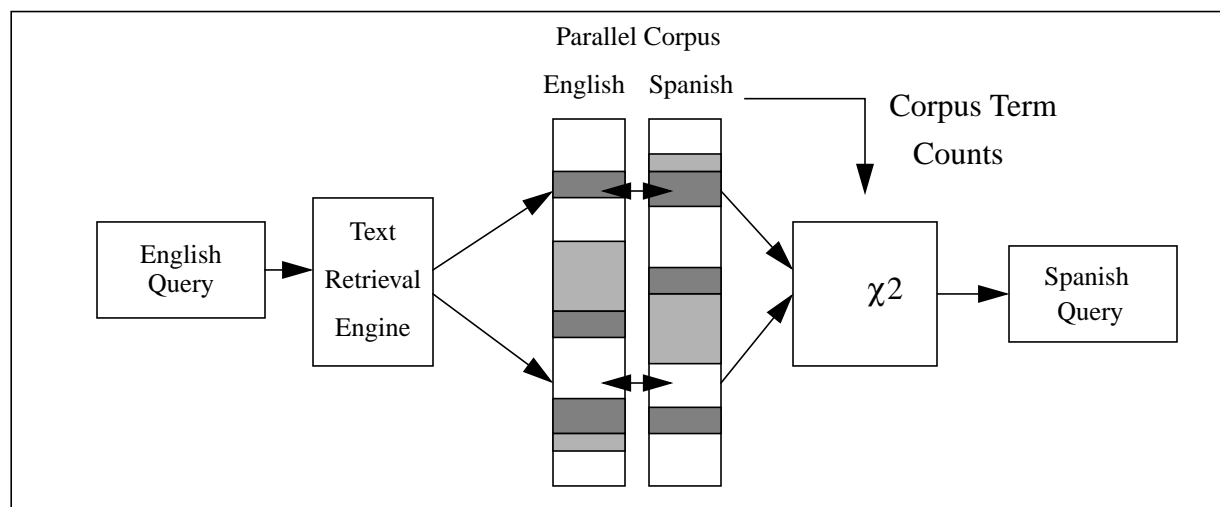 Parallel Corpus
English Spanish
Corpus Term
Counts
English
Query
Text
Retrieval
Engine
χ2
Spanish
Query